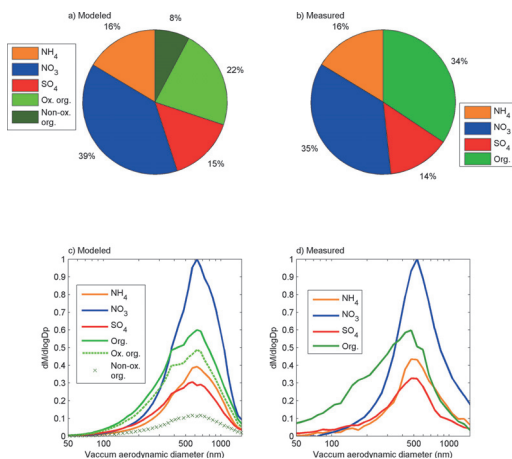 a) Modeled
8%
16%
22%
15%
39%
NH4
NO3
SO4
Ox. org.
Non-ox.
org.
b) Measured
16%
34%
35%
14%
NH4
NO3
SO4
Org.
c) Modeled
1
0.9
0.8
0.7
0.6
0.5
0.4
0.3
0.2
0.1
0
dM/dlogDp
NH4
NO3
SO4
Org.
Ox. org.
Non-ox.
org.
50 100 500 1000
Vaccum aerodynamic diameter (nm)
d) Measured
1
0.9
0.8
0.7
0.6
0.5
0.4
0.3
0.2
0.1
0
dM/dlogDp
NH4
NO3
SO4
Org.
50 100 500 1000
Vaccum aerodynamic diameter (nm)